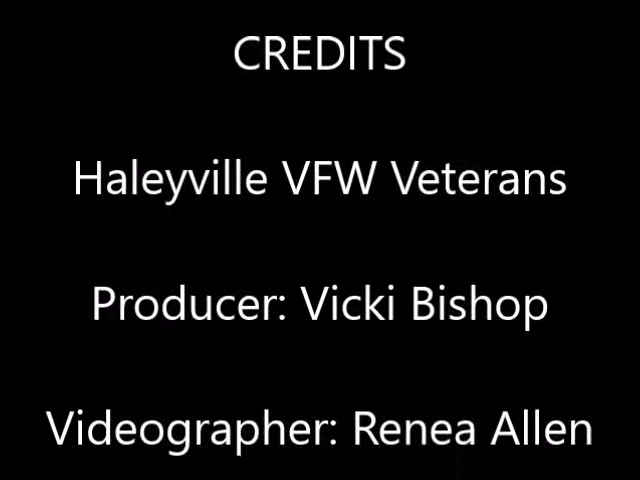 CREDITS
Haleyville VFW Veterans
Producer: Vicki Bishop
Videographer: Renea Allen